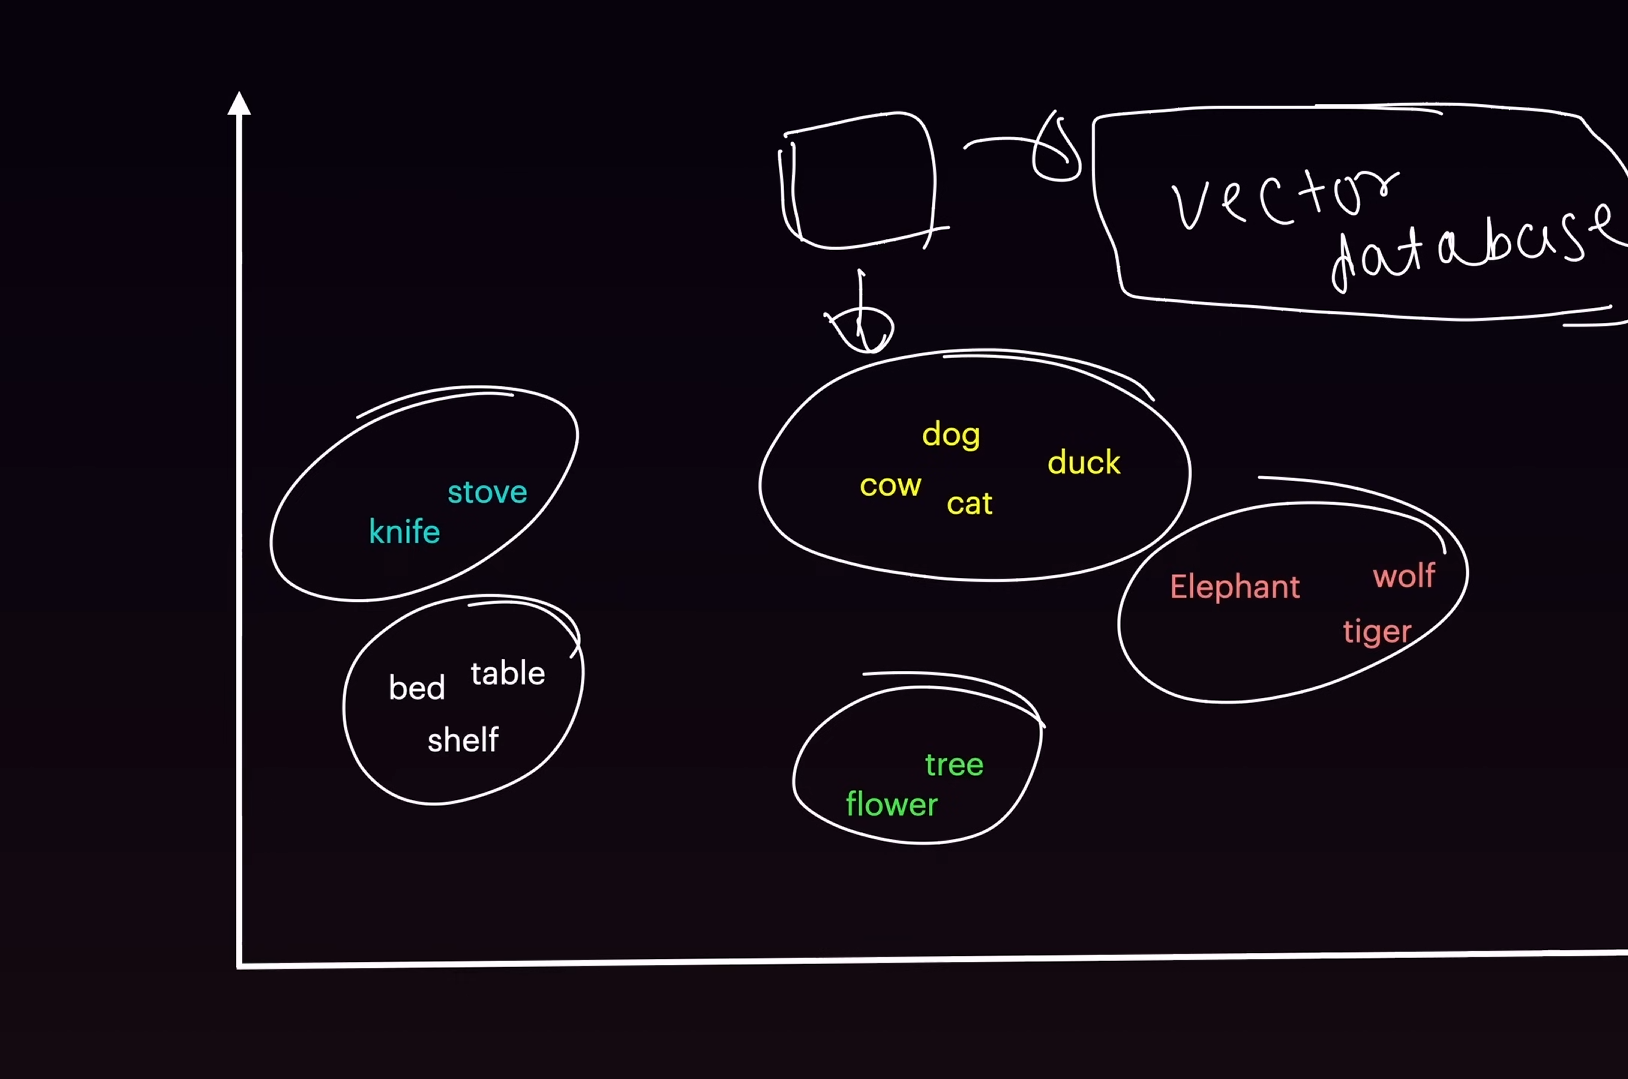 vector
database
dog
duck
cow
cat
stove
knife
Elephant
wolf
tiger
bed
table
shelf
tree
flower